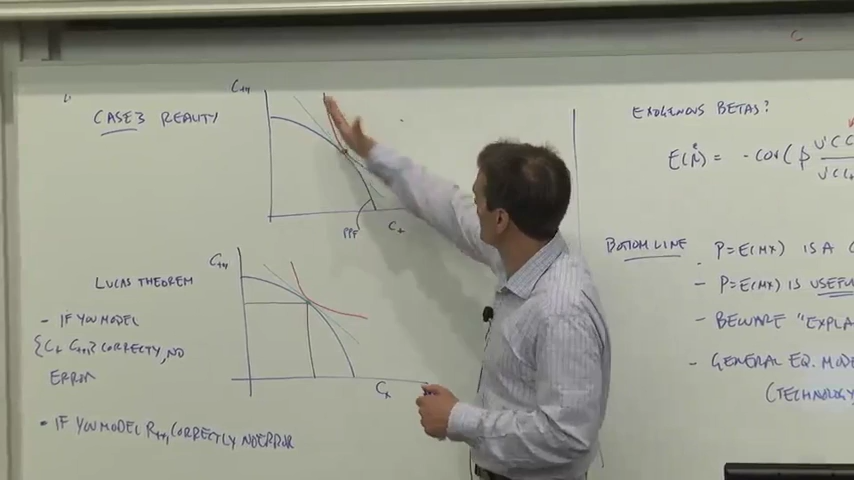 CASE 3 REALITY
Ct+1
PPF
Ct
LUCAS THEOREM
Ct+1
- IF YOU MODEL
{Ct Ct+1} CORRECTLY, NO
ERROR
Ct
• IF YOU MODEL Rt+1 CORRECTLY NO ERROR
EXOGENOUS BETAS?
= - COV(β
BOTTOM LINE
P=E(MX) IS A
- P=E(MX) IS USEFU
- BEWARE "EXPLA
- GENERAL EQ. MODE
(TECHNOLOGY